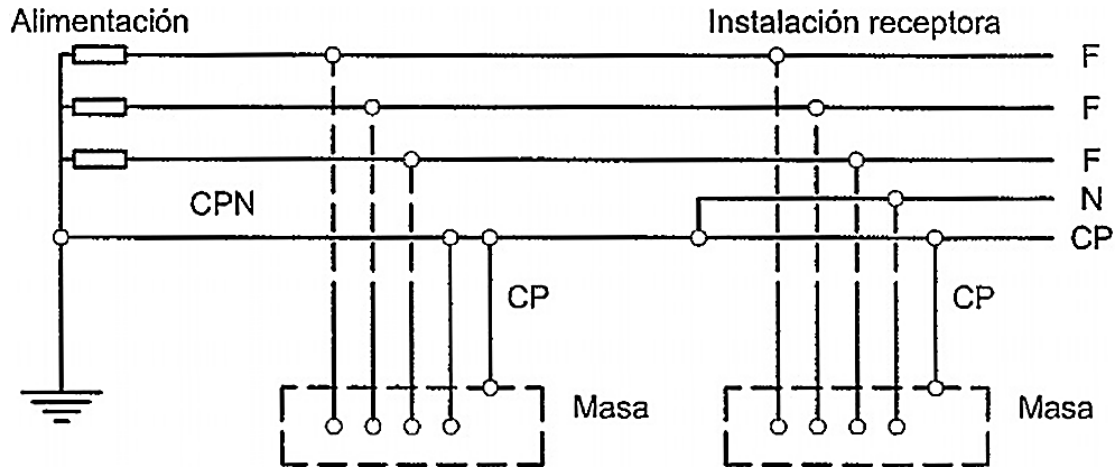 Alimentación
Instalación receptora
F
F
F
CPN
N
CP
CP
CP
Masa
Masa